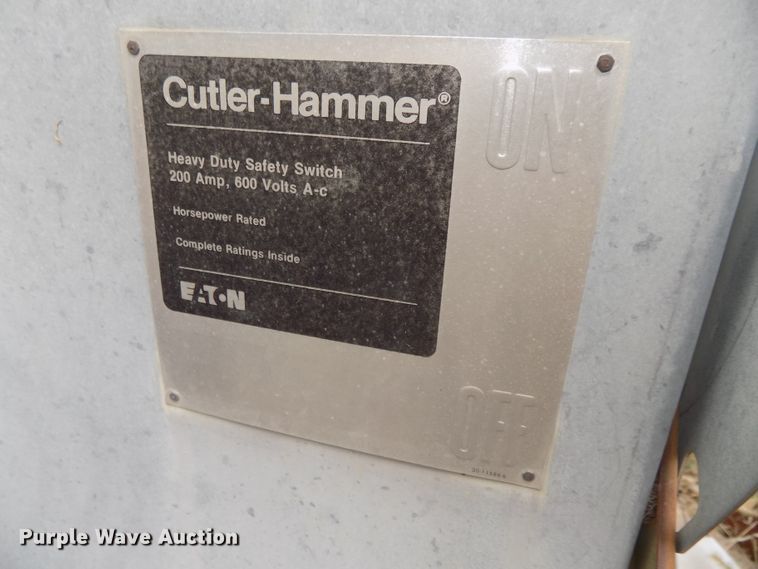 Cutler-Hammer®
ON
Heavy Duty Safety Switch
200 Amp, 600 Volts A-c
Horsepower Rated
Complete Ratings Inside
EATON
OFF
Purple Wave Auction